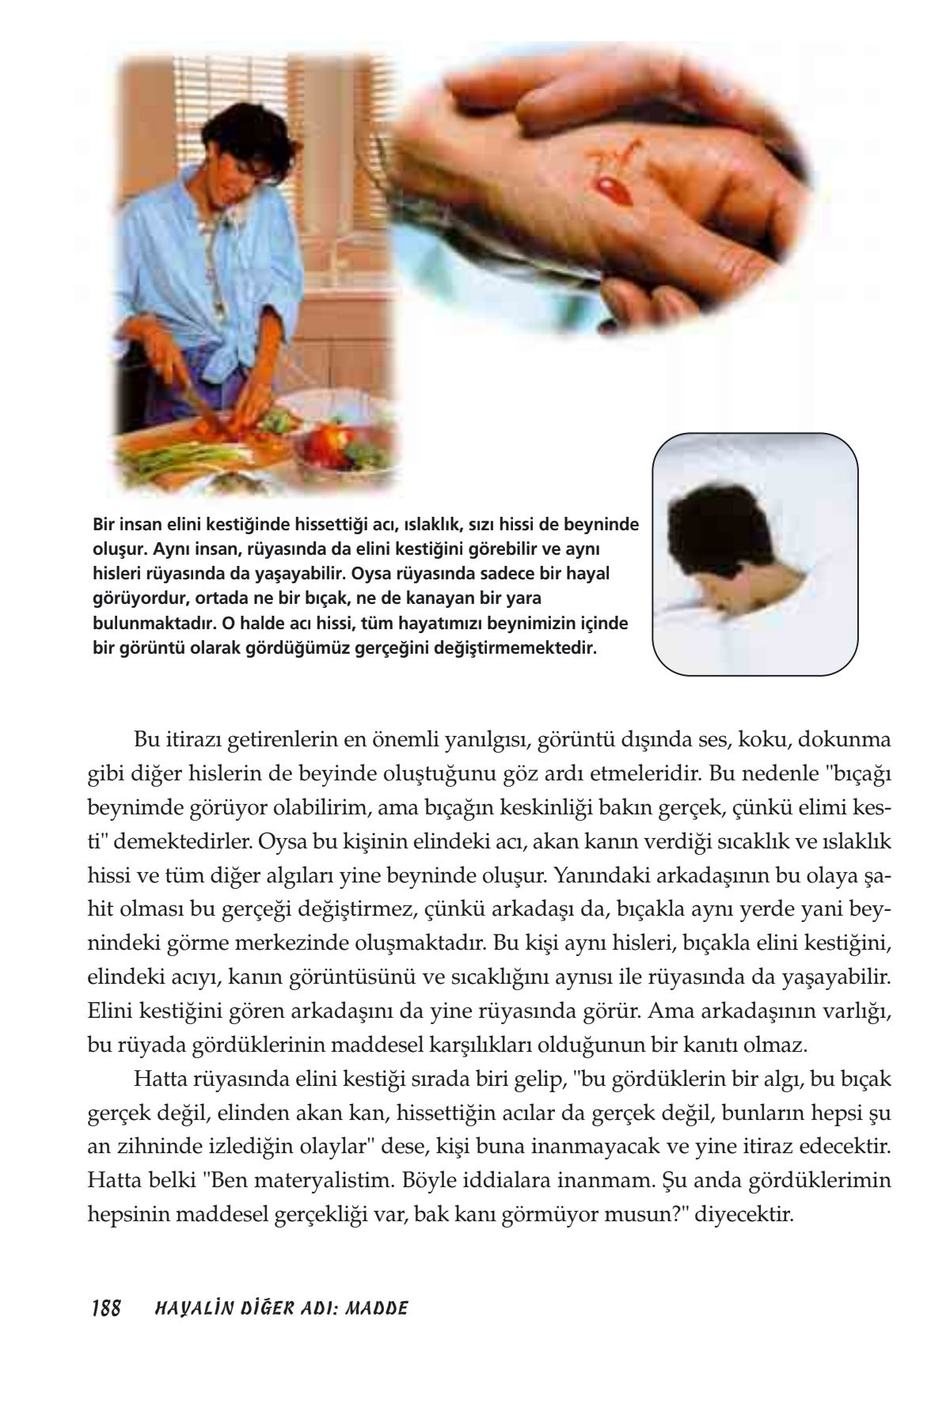 Bir insan elini kestiğinde hissettiği acı, ıslaklık, sızı hissi de beyninde
oluşur. Aynı insan, rüyasında da elini kestiğini görebilir ve aynı
hisleri rüyasında da yaşayabilir. Oysa rüyasında sadece bir hayal
görüyordur, ortada ne bir bıçak, ne de kanayan bir yara
bulunmaktadır. O halde acı hissi, tüm hayatımızı beynimizin içinde
bir görüntü olarak gördüğümüz gerçeğini değiştirmemektedir.
Bu itirazı getirenlerin en önemli yanılgısı, görüntü dışında ses, koku, dokunma
gibi diğer hislerin de beyinde oluştuğunu göz ardı etmeleridir. Bu nedenle "bıçağı
beynimde görüyor olabilirim, ama bıçağın keskinliği bakın gerçek, çünkü elimi kes-
ti" demektedirler. Oysa bu kişinin elindeki acı, akan kanın verdiği sıcaklık ve ıslaklık
hissi ve tüm diğer algıları yine beyninde oluşur. Yanındaki arkadaşının bu olaya şa-
hit olması bu gerçeği değiştirmez, çünkü arkadaşı da, bıçakla aynı yerde yani bey-
nindeki görme merkezinde oluşmaktadır. Bu kişi aynı hisleri, bıçakla elini kestiğini,
elindeki acıyı, kanın görüntüsünü ve sıcaklığını aynısı ile rüyasında da yaşayabilir.
Elini kestiğini gören arkadaşını da yine rüyasında görür. Ama arkadaşının varlığı,
bu rüyada gördüklerinin maddesel karşılıkları olduğunun bir kanıtı olmaz.
Hatta rüyasında elini kestiği sırada biri gelip, "bu gördüklerin bir algı, bu bıçak
gerçek değil, elinden akan kan, hissettiğin acılar da gerçek değil, bunların hepsi şu
an zihninde izlediğin olaylar" dese, kişi buna inanmayacak ve yine itiraz edecektir.
Hatta belki "Ben materyalistim. Böyle iddialara inanmam. Şu anda gördüklerimin
hepsinin maddesel gerçekliği var, bak kanı görmüyor musun?" diyecektir.
188 HAYALİN DİĞER ADI: MADDE